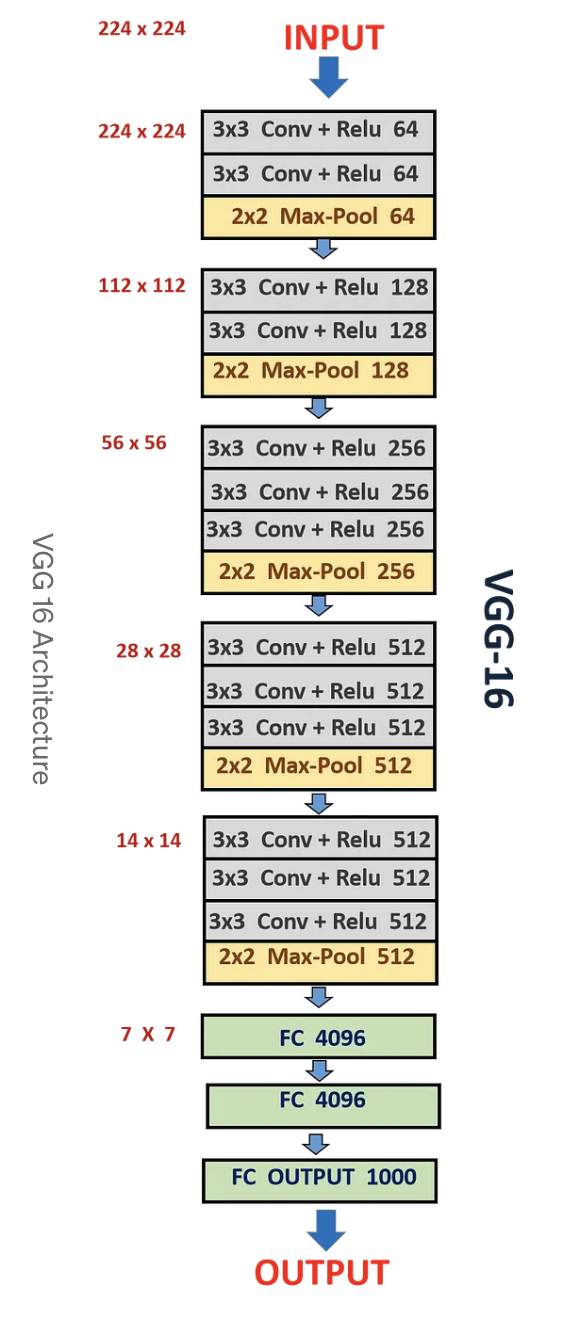 224 x 224
INPUT
224 x 224
3x3 Conv + Relu 64
3x3 Conv + Relu 64
2x2 Max-Pool 64
112 x 112
3x3 Conv + Relu 128
3x3 Conv + Relu 128
2x2 Max-Pool 128
56 x 56
3x3 Conv + Relu 256
3x3 Conv + Relu 256
3x3 Conv + Relu 256
2x2 Max-Pool 256
28 x 28
3x3 Conv + Relu 512
3x3 Conv + Relu 512
3x3 Conv + Relu 512
2x2 Max-Pool 512
14 x 14
3x3 Conv + Relu 512
3x3 Conv + Relu 512
3x3 Conv + Relu 512
2x2 Max-Pool 512
7 X 7
FC 4096
FC 4096
FC OUTPUT 1000
OUTPUT
VGG 16 Architecture
VGG-16